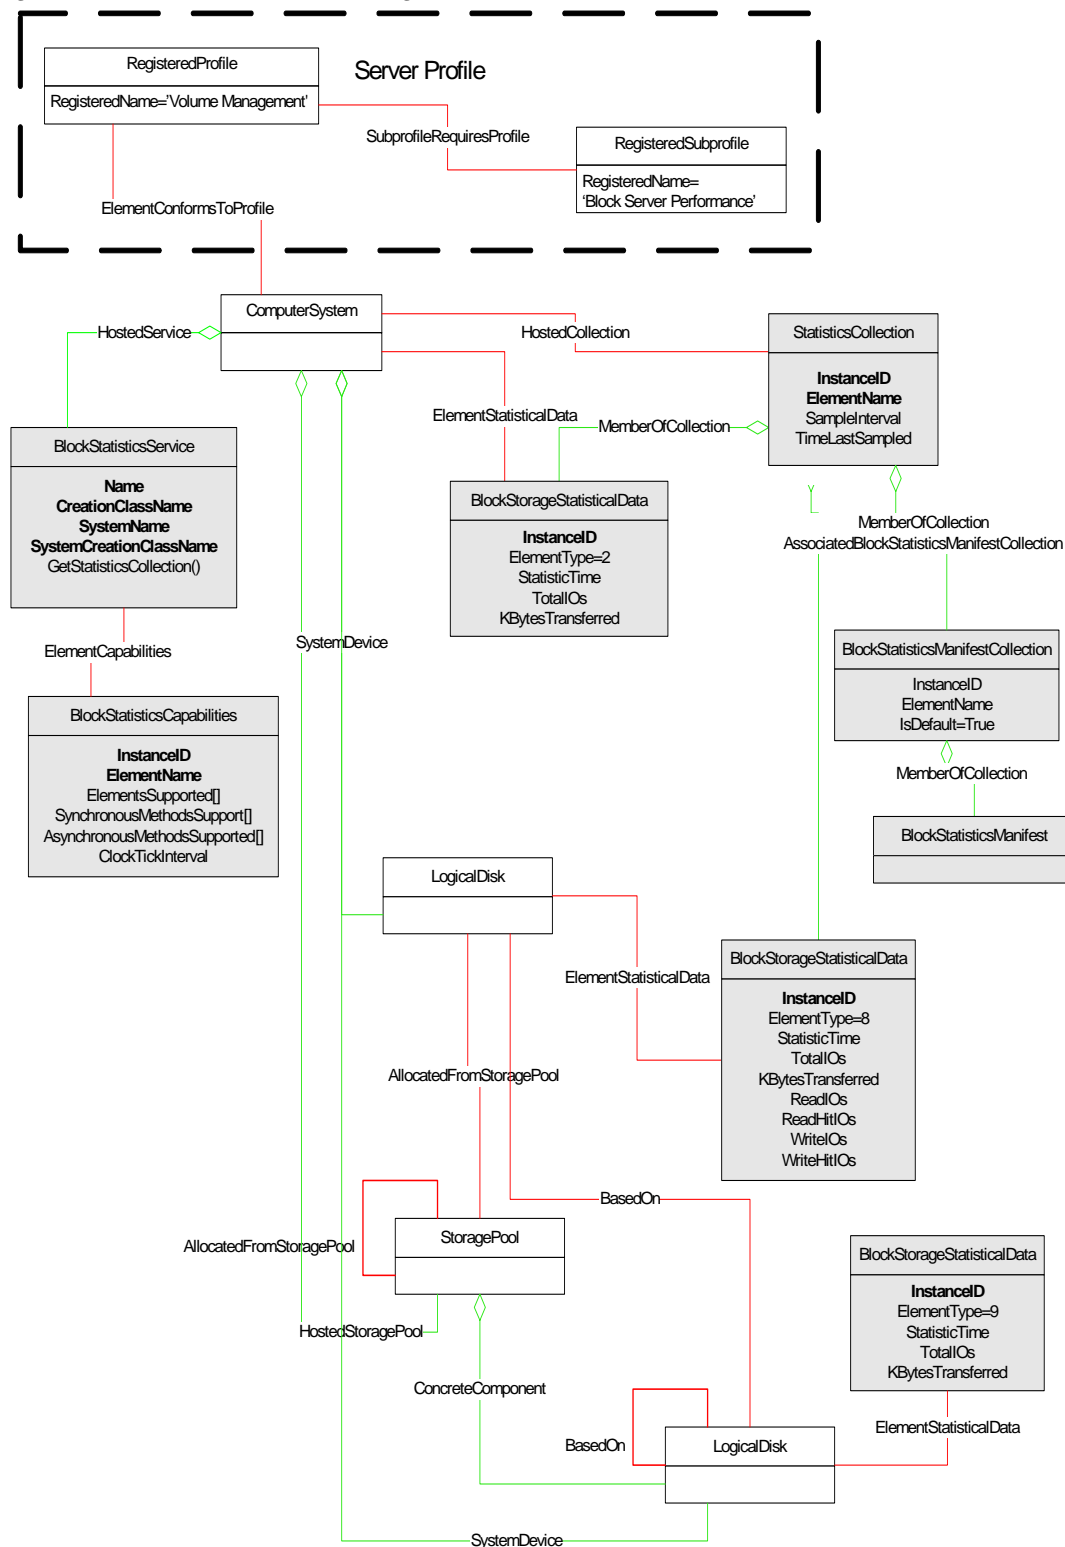 RegisteredProfile
Server Profile
RegisteredName='Volume Management'
SubprofileRequiresProfile
RegisteredSubprofile
RegisteredName=
'Block Server Performance'
ElementConformsToProfile
ComputerSystem
HostedService
HostedCollection
StatisticsCollection
InstanceID
ElementName
SampleInterval
TimeLastSampled
ElementStatisticalData
MemberOfCollection
BlockStatisticsService
Name
CreationClassName
SystemName
SystemCreationClassName
GetStatisticsCollection()
BlockStorageStatisticalData
InstanceID
ElementType=2
StatisticTime
TotalIOs
KBytesTransferred
MemberOfCollection
AssociatedBlockStatisticsManifestCollection
ElementCapabilities
SystemDevice
BlockStatisticsManifestCollection
InstanceID
ElementName
IsDefault=True
BlockStatisticsCapabilities
InstanceID
ElementName
ElementsSupported[]
SynchronousMethodsSupport[]
AsynchronousMethodsSupported[]
ClockTickInterval
MemberOfCollection
BlockStatisticsManifest
LogicalDisk
ElementStatisticalData
BlockStorageStatisticalData
InstanceID
ElementType=8
StatisticTime
TotalIOs
KBytesTransferred
ReadIOs
ReadHitIOs
WriteIOs
WriteHitIOs
AllocatedFromStoragePool
BasedOn
StoragePool
AllocatedFromStoragePool
BlockStorageStatisticalData
InstanceID
ElementType=9
StatisticTime
TotalIOs
KBytesTransferred
HostedStoragePool
ConcreteComponent
ElementStatisticalData
BasedOn
LogicalDisk
SystemDevice